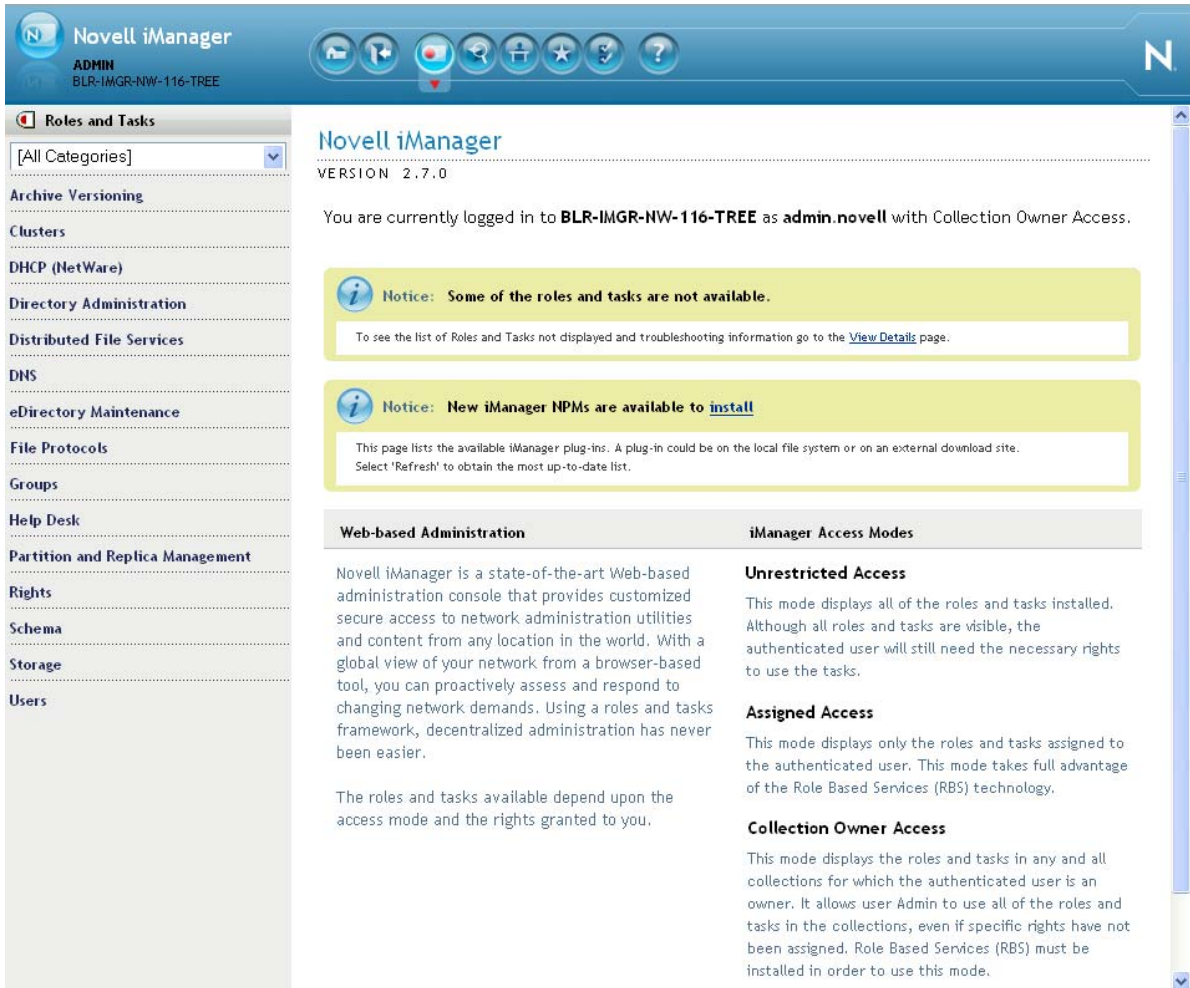 Novell iManager
ADMIN
BLR-IMGR-NW-116-TREE
N
Roles and Tasks
[All Categories]
Archive Versioning
Clusters
DHCP (NetWare)
Directory Administration
Distributed File Services
DNS
eDirectory Maintenance
File Protocols
Groups
Help Desk
Partition and Replica Management
Rights
Schema
Storage
Users
Novell iManager
VERSION 2.7.0
You are currently logged in to BLR-IMGR-NW-116-TREE as admin.novell with Collection Owner Access.
Notice: Some of the roles and tasks are not available.
To see the list of Roles and Tasks not displayed and troubleshooting information go to the View Details page.
Notice: New iManager NPMs are available to install
This page lists the available iManager plug-ins. A plug-in could be on the local file system or on an external download site.
Select 'Refresh' to obtain the most up-to-date list.
Web-based Administration
Novell iManager is a state-of-the-art Web-based
administration console that provides customized
secure access to network administration utilities
and content from any location in the world. With a
global view of your network from a browser-based
tool, you can proactively assess and respond to
changing network demands. Using a roles and tasks
framework, decentralized administration has never
been easier.
The roles and tasks available depend upon the
access mode and the rights granted to you.
iManager Access Modes
Unrestricted Access
This mode displays all of the roles and tasks installed.
Although all roles and tasks are visible, the
authenticated user will still need the necessary rights
to use the tasks.
Assigned Access
This mode displays only the roles and tasks assigned to
the authenticated user. This mode takes full advantage
of the Role Based Services (RBS) technology.
Collection Owner Access
This mode displays the roles and tasks in any and all
collections for which the authenticated user is an
owner. It allows user Admin to use all of the roles and
tasks in the collections, even if specific rights have not
been assigned. Role Based Services (RBS) must be
installed in order to use this mode.